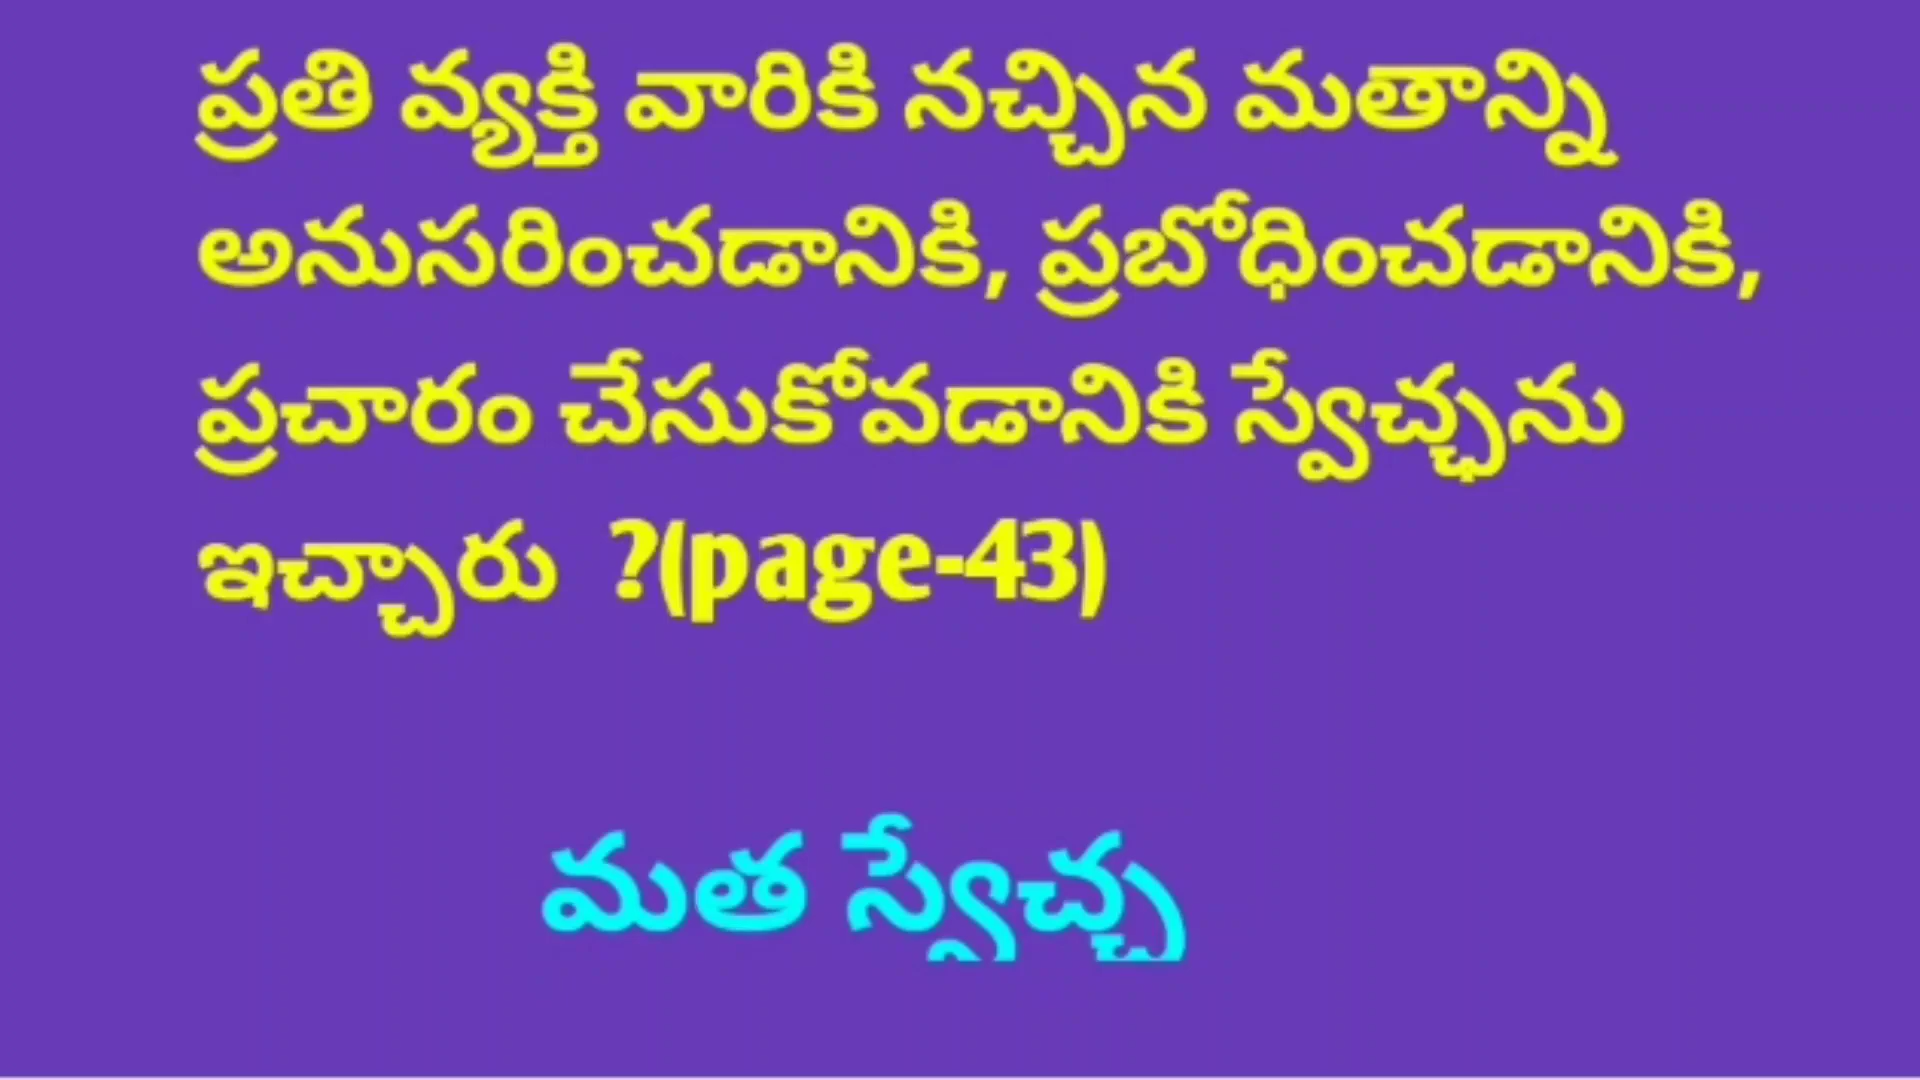 ప్రతి వ్యక్తి వారికి నచ్చిన మతాన్ని
అనుసరించడానికి, ప్రబోధించడానికి,
ప్రచారం చేసుకోవడానికి స్వేచ్ఛను
ఇచ్చారు ?(page-43)
మత స్వేచ్ఛ